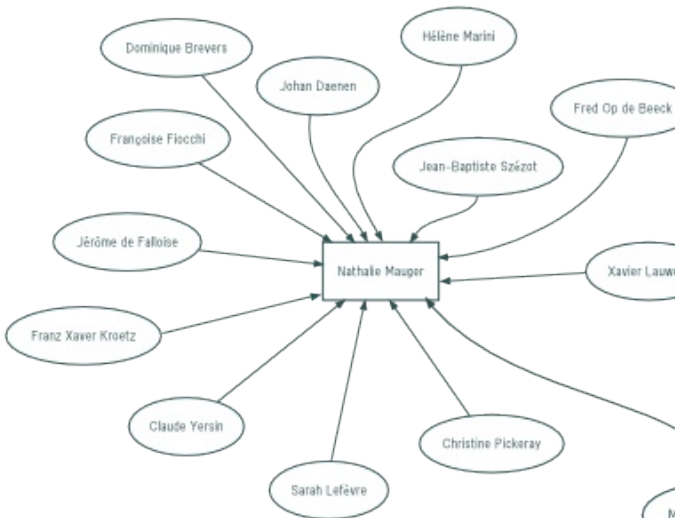 Hélène Marini
Dominique Brevers
Johan Daenen
Fred Op de Beeck
Françoise Fiocchi
Jean-Baptiste Szézot
Jérôme de Falloise
Nathalie Mauger
Xavier
Franz Xaver Kroetz
Claude Yersin
Christine Pickeray
Sarah Lefèvre